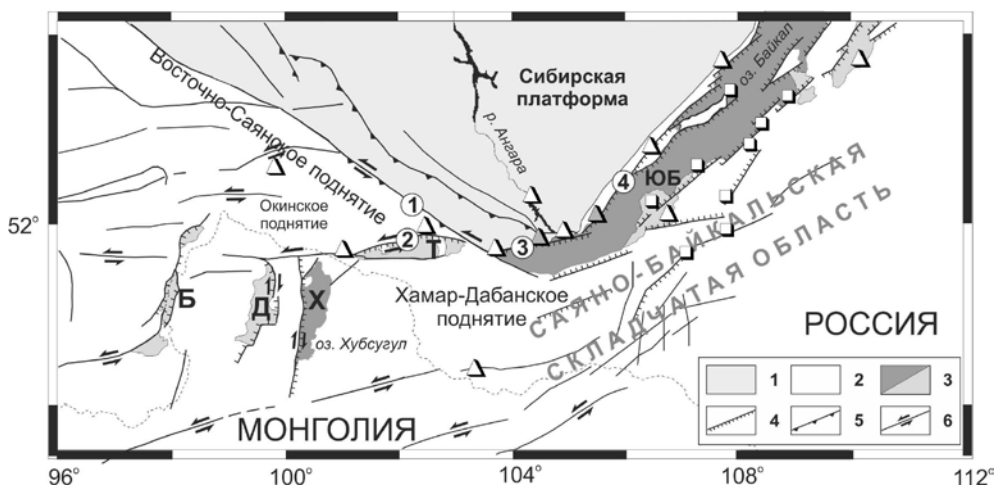 Восточно-Саянское поднятие
Сибирская
платформа
р. Ангара
оз. Байкал
ЮБ
4
1
2
Т
3
52°
52°
Окинское
поднятие
Б
Д
Х
оз. Хубсугул
Хамар-Дабанское
поднятие
САЯНО-БАЙКАЛЬСКАЯ
СКЛАДЧАТАЯ ОБЛАСТЬ
РОССИЯ
МОНГОЛИЯ
1
2
3
4
5
6
96°
100°
104°
108°
112°